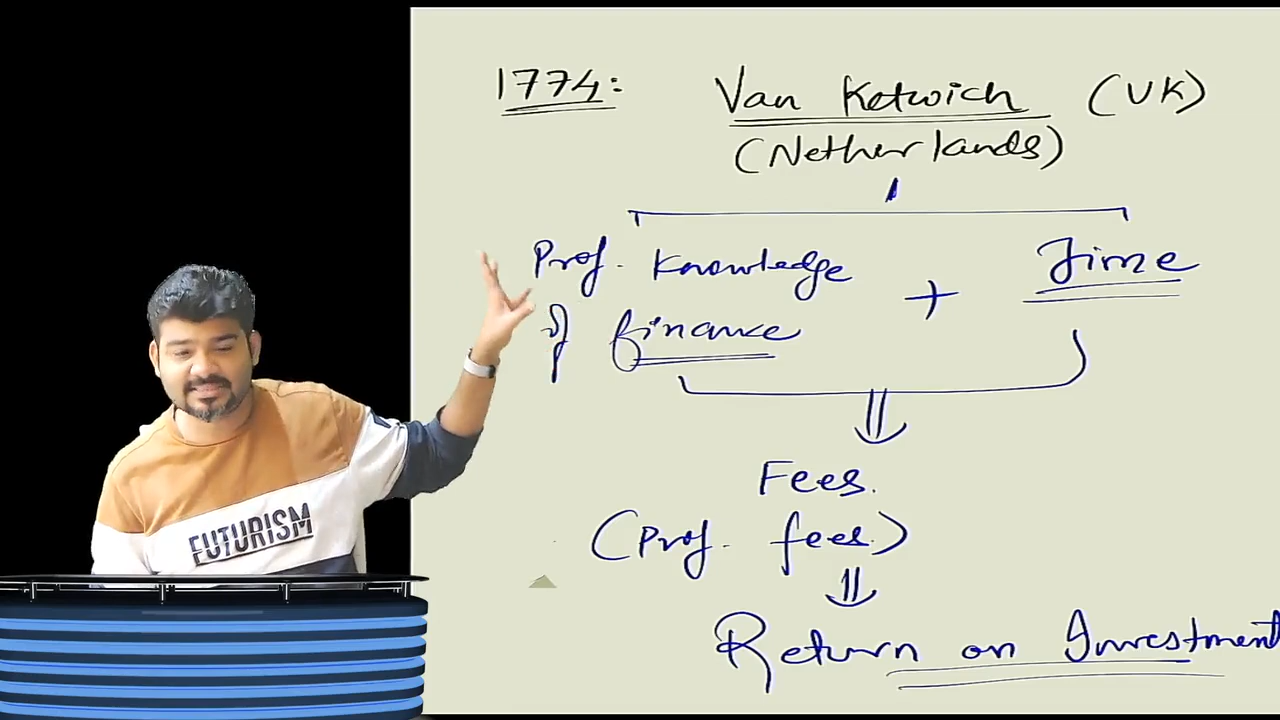 1774: Van Ketwich (UK)
(Netherlands)
Prof. Knowledge + Time
of finance
Fees.
(Prof. fees.)
Return on Investment
FUTURISM